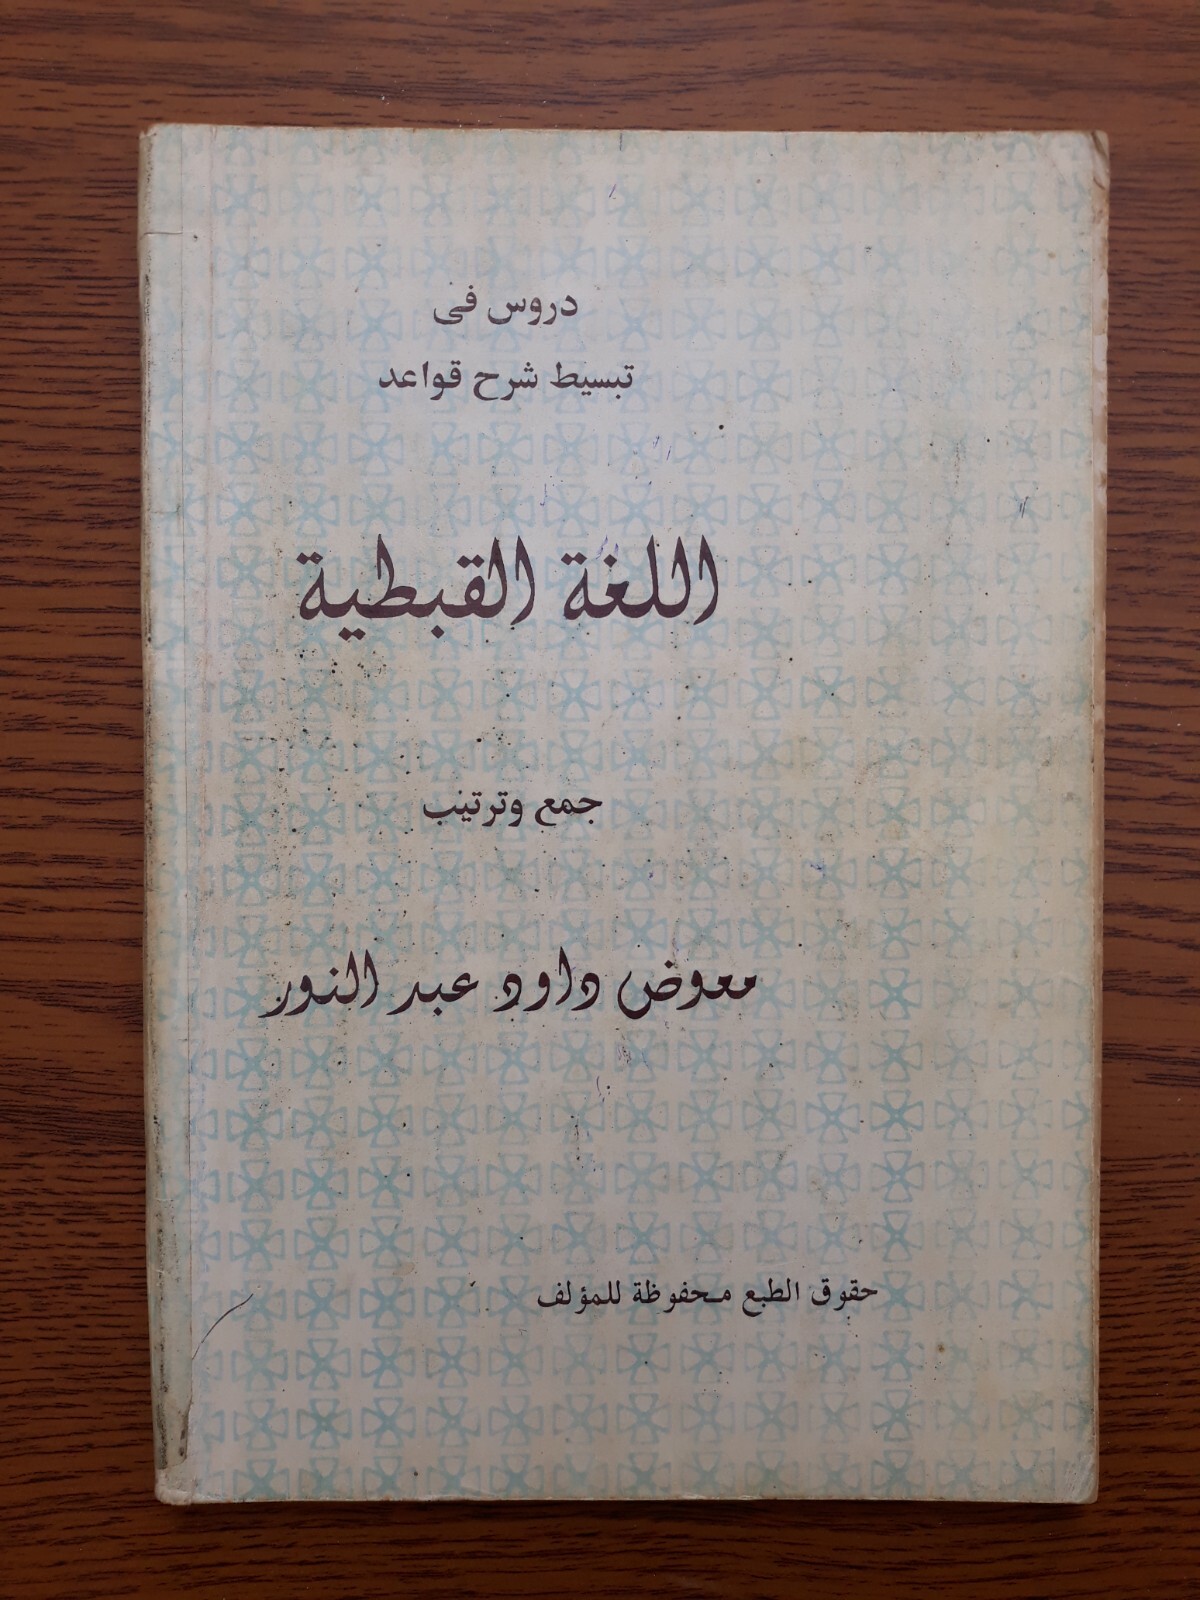 دروس فى
تبسيط شرح قواعد
اللغة القبطية
جمع وترتيب
معوض داود عبد النور
حقوق الطبع محفوظة للمؤلف